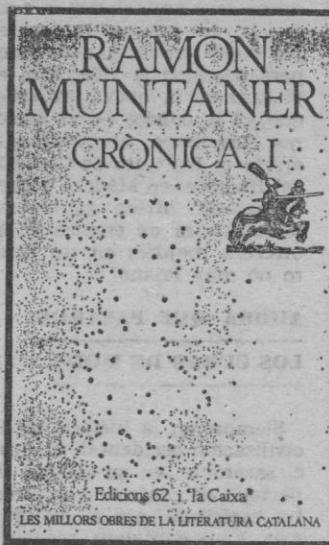 RAMON
MUNTANER
CRÒNICA I
Edicions 62 i "la Caixa"
LES MILLORS OBRES DE LA LITERATURA CATALANA